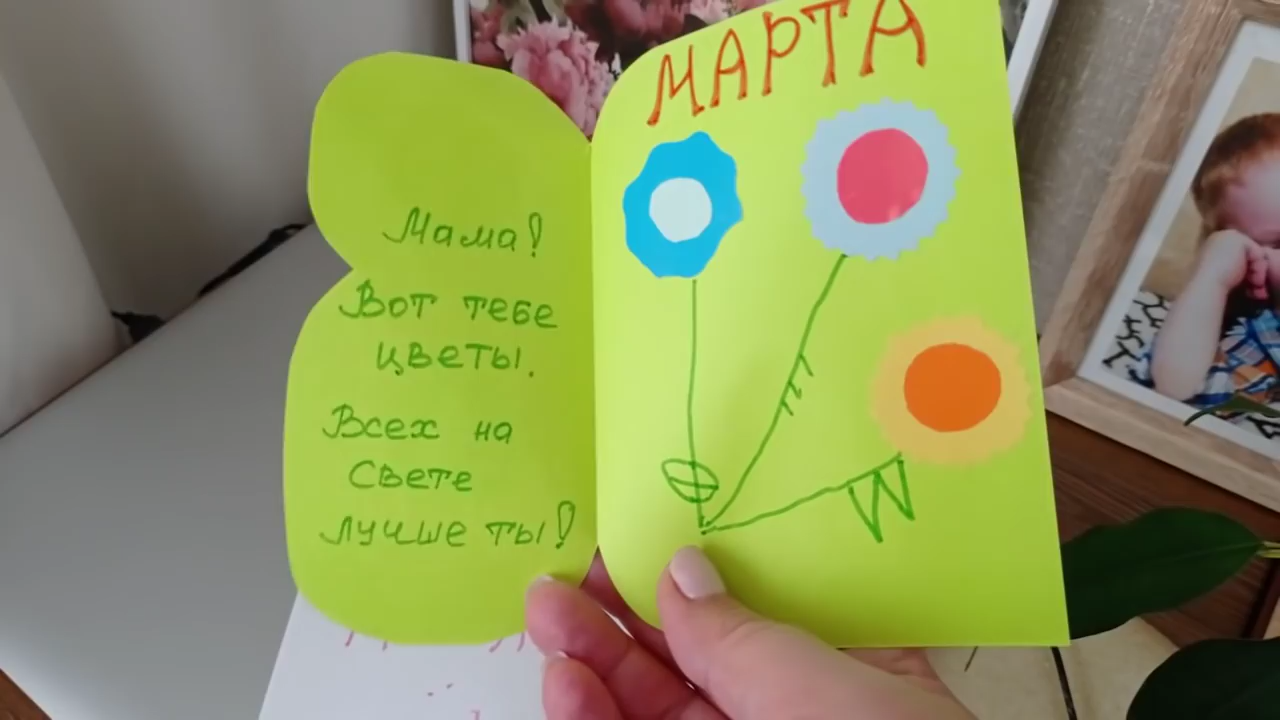 Мама!
Вот тебе
цветы.
Всех на
свете
лучше ты!
МАРТА